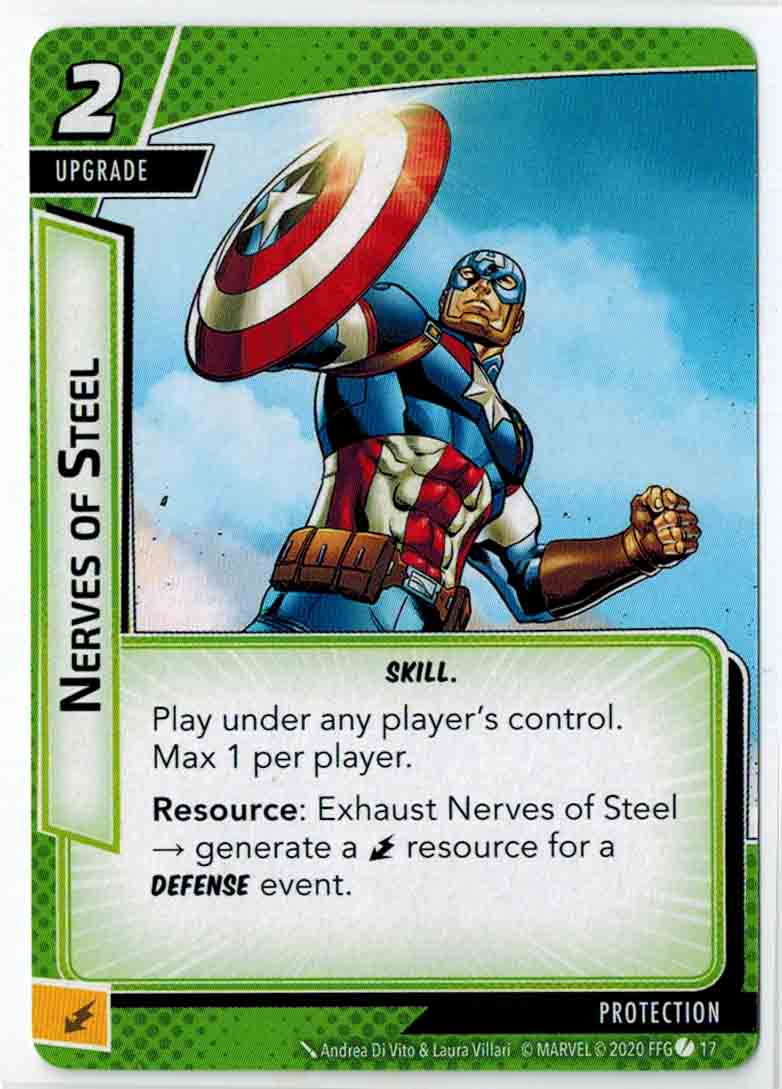 2
UPGRADE
NERVES OF STEEL
SKILL.
Play under any player's control.
Max 1 per player.
Resource: Exhaust Nerves of Steel
→ generate a resource for a
DEFENSE event.
PROTECTION
Andrea Di Vito & Laura Villari © MARVEL © 2020 FFG 17